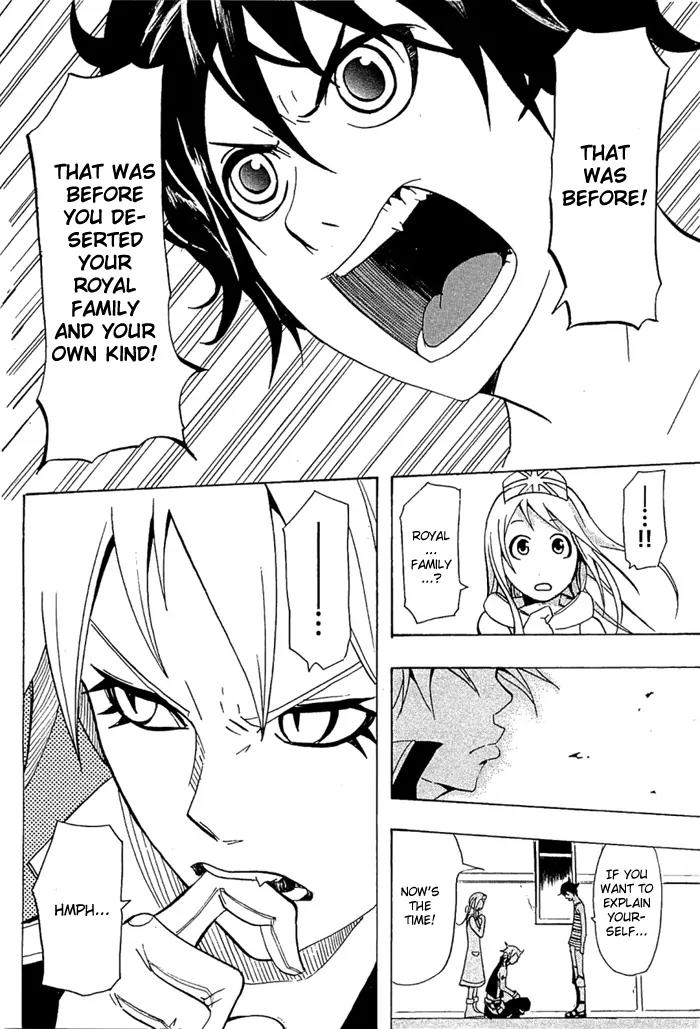 THAT
WAS
BEFORE!
THAT WAS
BEFORE
YOU DE-
SERTED
YOUR
ROYAL
FAMILY
AND YOUR
OWN KIND!
!...!!
ROYAL
...
FAMILY
...?
IF YOU
WANT TO
EXPLAIN
YOUR-
SELF...
NOW'S
THE
TIME!
HMPH...